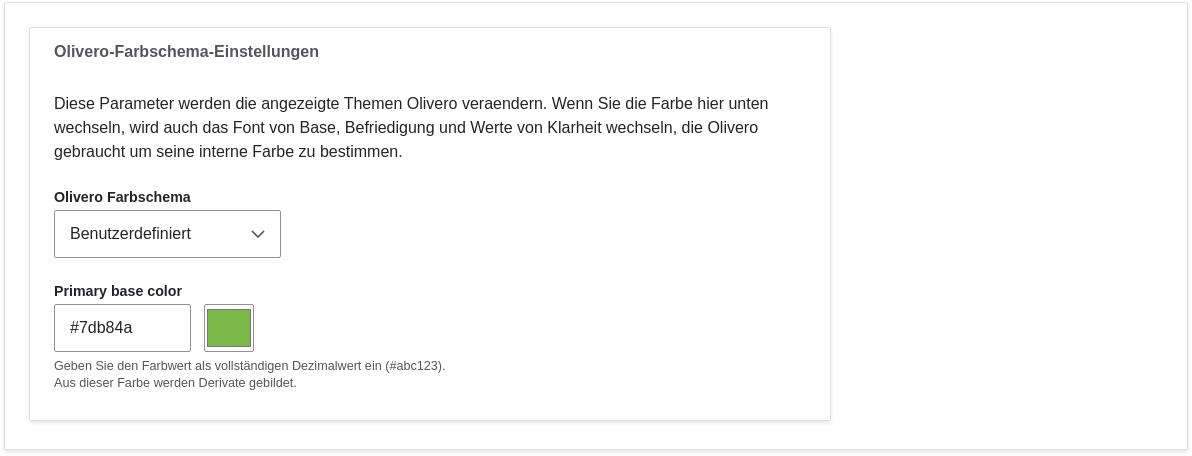 Olivero-Farbschema-Einstellungen
Diese Parameter werden die angezeigte Themen Olivero veraendern. Wenn Sie die Farbe hier unten
wechseln, wird auch das Font von Base, Befriedigung und Werte von Klarheit wechseln, die Olivero
gebraucht um seine interne Farbe zu bestimmen.
Olivero Farbschema
Benutzerdefiniert
Primary base color
#7db84a
Geben Sie den Farbwert als vollständigen Dezimalwert ein (#abc123).
Aus dieser Farbe werden Derivate gebildet.